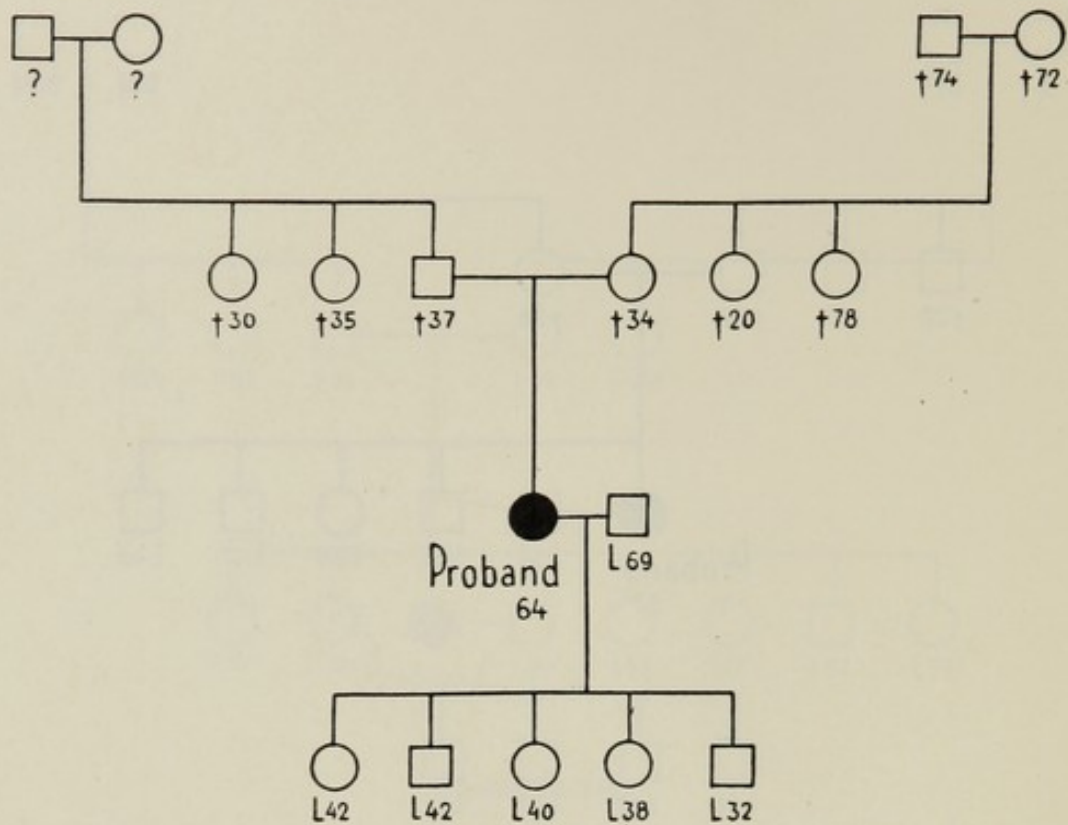 ? ? †74 †72
†30 †35 †37 †34 †20 †78
L69
Proband
64
L42 L42 L40 L38 L32